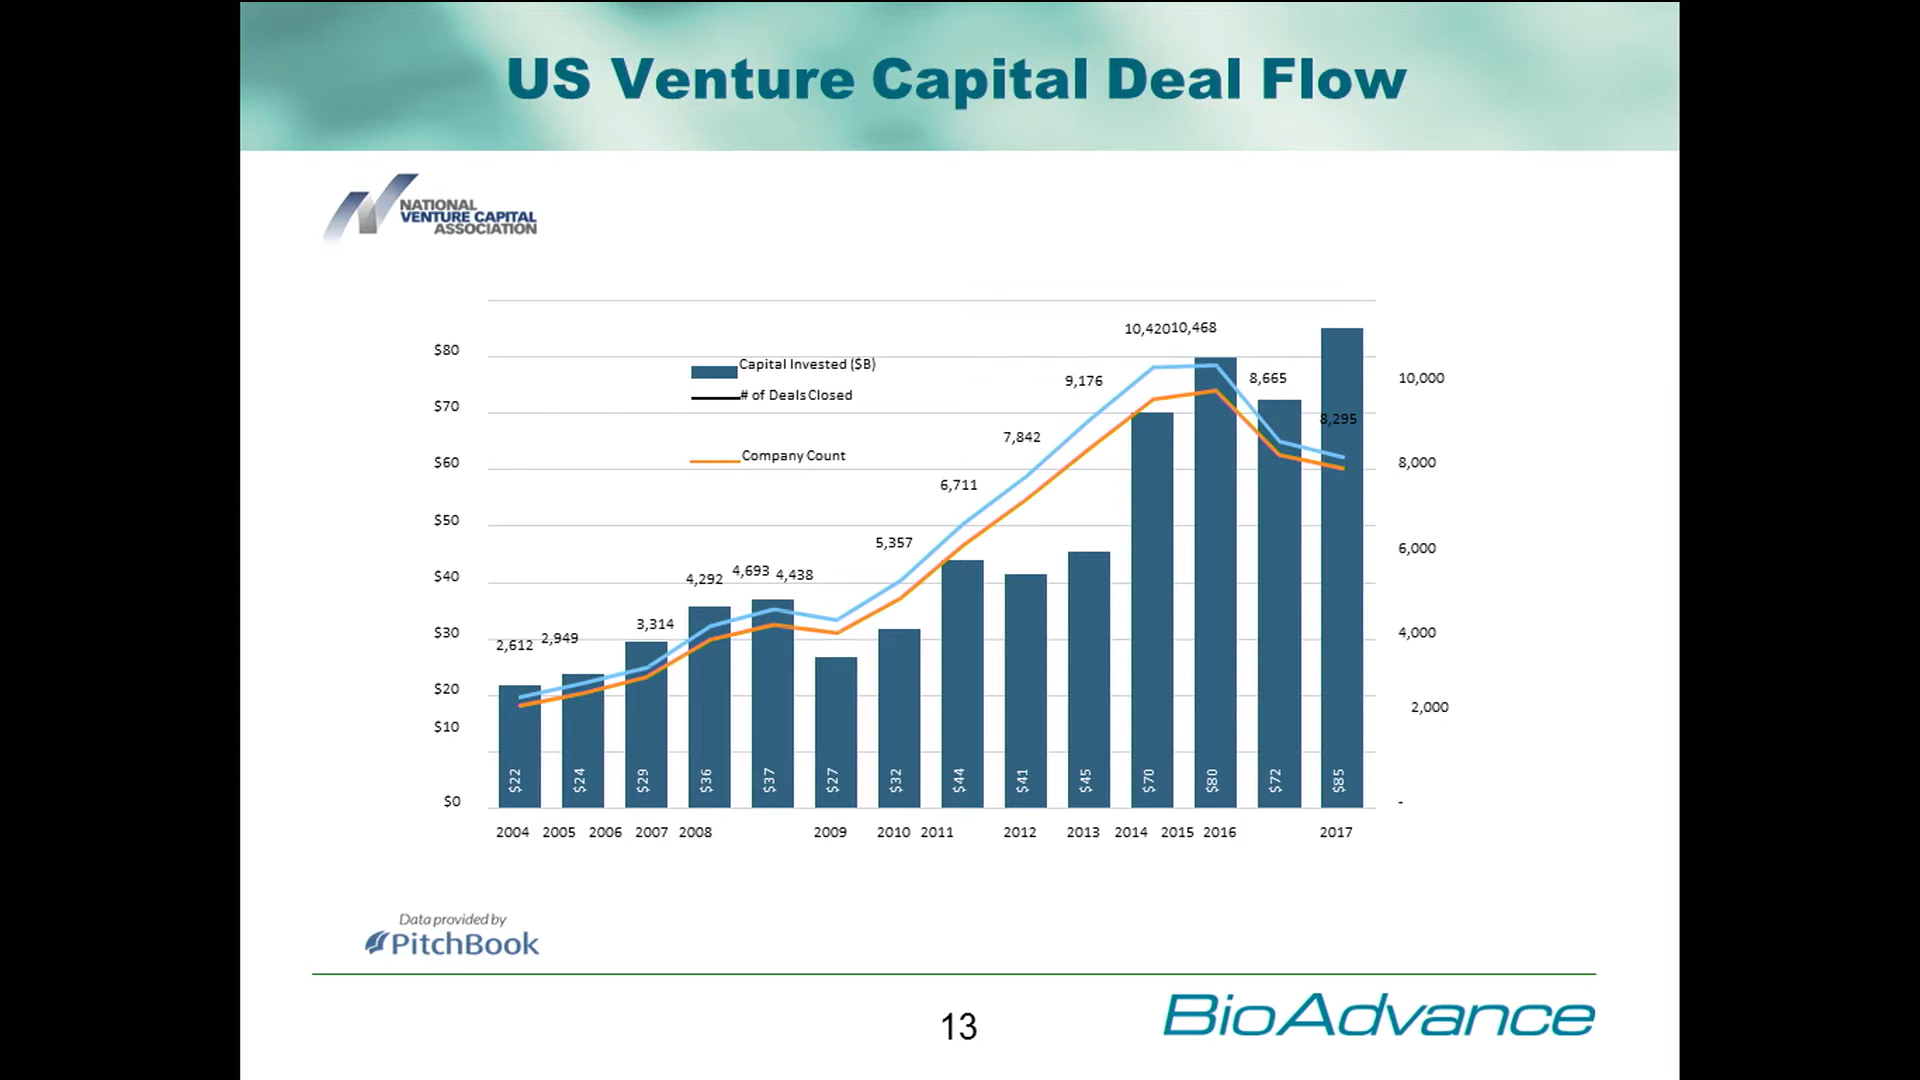 US Venture Capital Deal Flow
NATIONAL
VENTURE CAPITAL
ASSOCIATION
10,420 10,468
$80
Capital Invested ($B)
9,176
8,665
10,000
# of Deals Closed
$70
8,295
7,842
Company Count
$60
8,000
6,711
$50
5,357
6,000
4,292 4,693 4,438
$40
3,314
$30
4,000
2,612 2,949
$20
2,000
$10
$22 $24 $29 $36 $37 $27 $32 $44 $41 $45 $70 $80 $72 $85
$0
-
2004 2005 2006 2007 2008 2009 2010 2011 2012 2013 2014 2015 2016 2017
Data provided by
PitchBook
13
BioAdvance